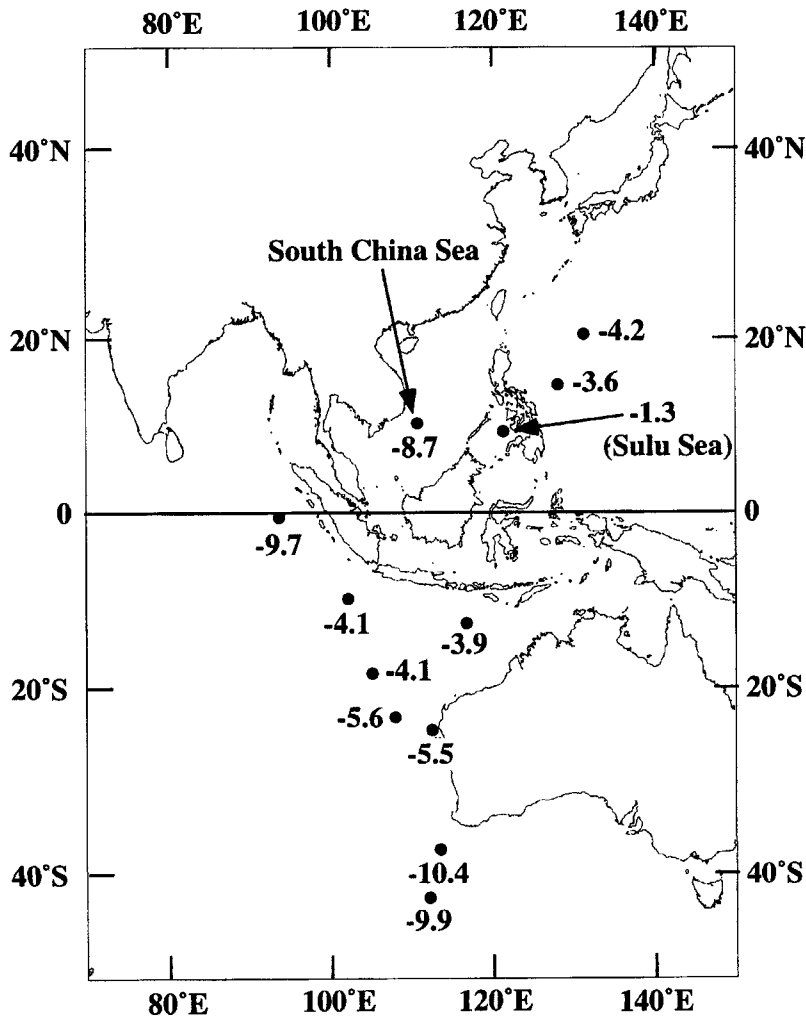 80°E 100°E 120°E 140°E
40°N 40°N
South China Sea
20°N -4.2 20°N
-3.6
-1.3
(Sulu Sea)
-8.7
0 0
-9.7
-4.1
-3.9
-4.1
20°S 20°S
-5.6
-5.5
40°S 40°S
-10.4
-9.9
80°E 100°E 120°E 140°E